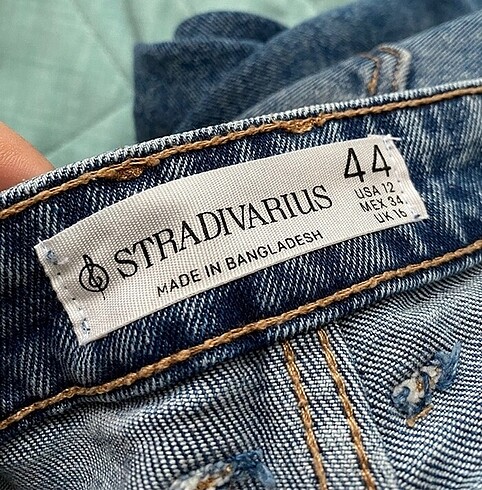 STRADIVARIUS
MADE IN BANGLADESH
44
USA 12
MEX 34
UK 16